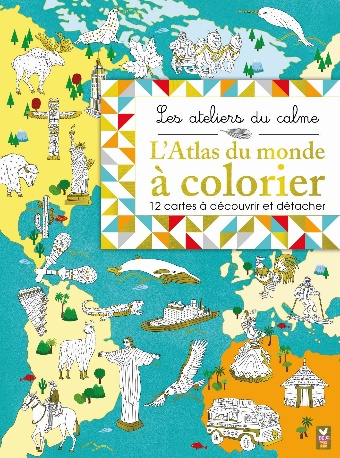 Les ateliers du calme
L'Atlas du monde
à colorier
12 cartes à découvrir et détacher